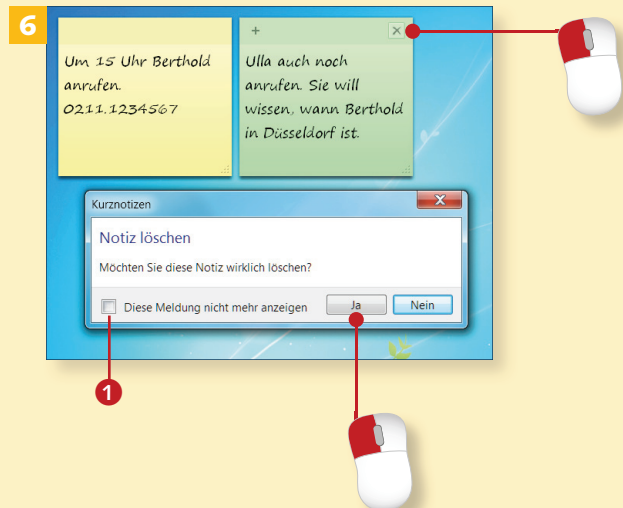 6
Um 15 Uhr Berthold
anrufen.
0211.1234567
+
Ulla auch noch
anrufen. Sie will
wissen, wann Berthold
in Düsseldorf ist.
Kurznotizen
Notiz löschen
Möchten Sie diese Notiz wirklich löschen?
Diese Meldung nicht mehr anzeigen
Ja
Nein
1